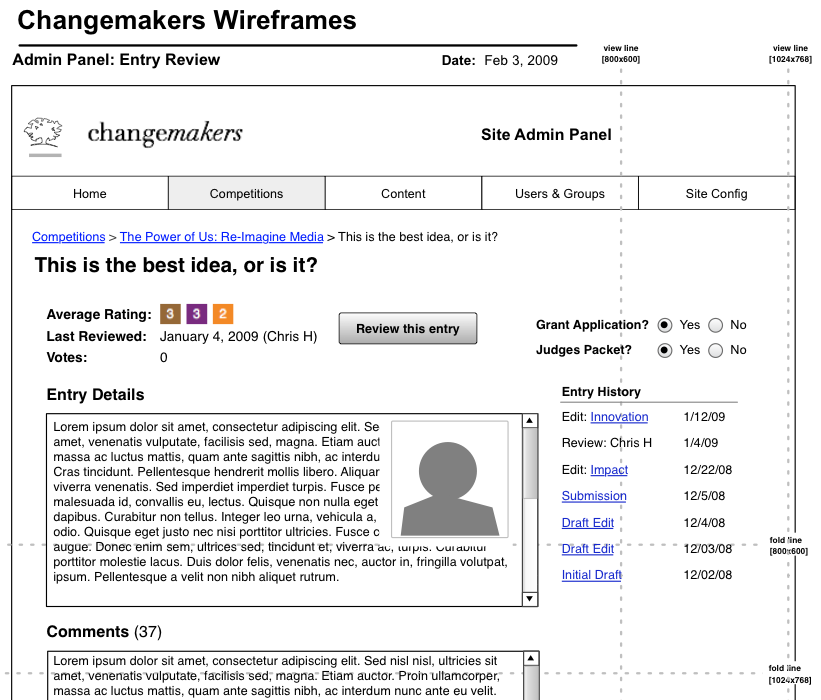 Changemakers Wireframes
view line
[800x600]
view line
[1024x768]
Admin Panel: Entry Review
Date: Feb 3, 2009
changemakers
Site Admin Panel
Home
Competitions
Content
Users & Groups
Site Config
Competitions > The Power of Us: Re-Imagine Media > This is the best idea, or is it?
This is the best idea, or is it?
Average Rating: 3 3 2
Last Reviewed: January 4, 2009 (Chris H)
Votes: 0
Review this entry
Grant Application? Yes No
Judges Packet? Yes No
Entry Details
Lorem ipsum dolor sit amet, consectetur adipiscing elit. Se
amet, venenatis vulputate, facilisis sed, magna. Etiam auct
massa ac luctus mattis, quam ante sagittis nibh, ac interdu
Cras tincidunt. Pellentesque hendrerit mollis libero. Aliquar
viverra venenatis. Sed imperdiet imperdiet turpis. Fusce pe
malesuada id, convallis eu, lectus. Quisque non nulla eget
dapibus. Curabitur non tellus. Integer leo urna, vehicula a,
odio. Quisque eget justo nec nisi porttitor ultricies. Fusce c
augue. Donec enim sem, ultrices sed, tincidunt et, viverra ac, turpis. Curabitur
porttitor molestie lacus. Duis dolor felis, venenatis nec, auctor in, fringilla volutpat,
ipsum. Pellentesque a velit non nibh aliquet rutrum.
Entry History
Edit: Innovation 1/12/09
Review: Chris H 1/4/09
Edit: Impact 12/22/08
Submission 12/5/08
Draft Edit 12/4/08
Draft Edit 12/03/08
Initial Draft 12/02/08
fold line
[800x600]
Comments (37)
Lorem ipsum dolor sit amet, consectetur adipiscing elit. Sed nisl nisl, ultricies sit
amet, venenatis vulputate, facilisis sed, magna. Etiam auctor. Proin ullamcorper,
massa ac luctus mattis, quam ante sagittis nibh, ac interdum nunc ante eu velit.
fold line
[1024x768]